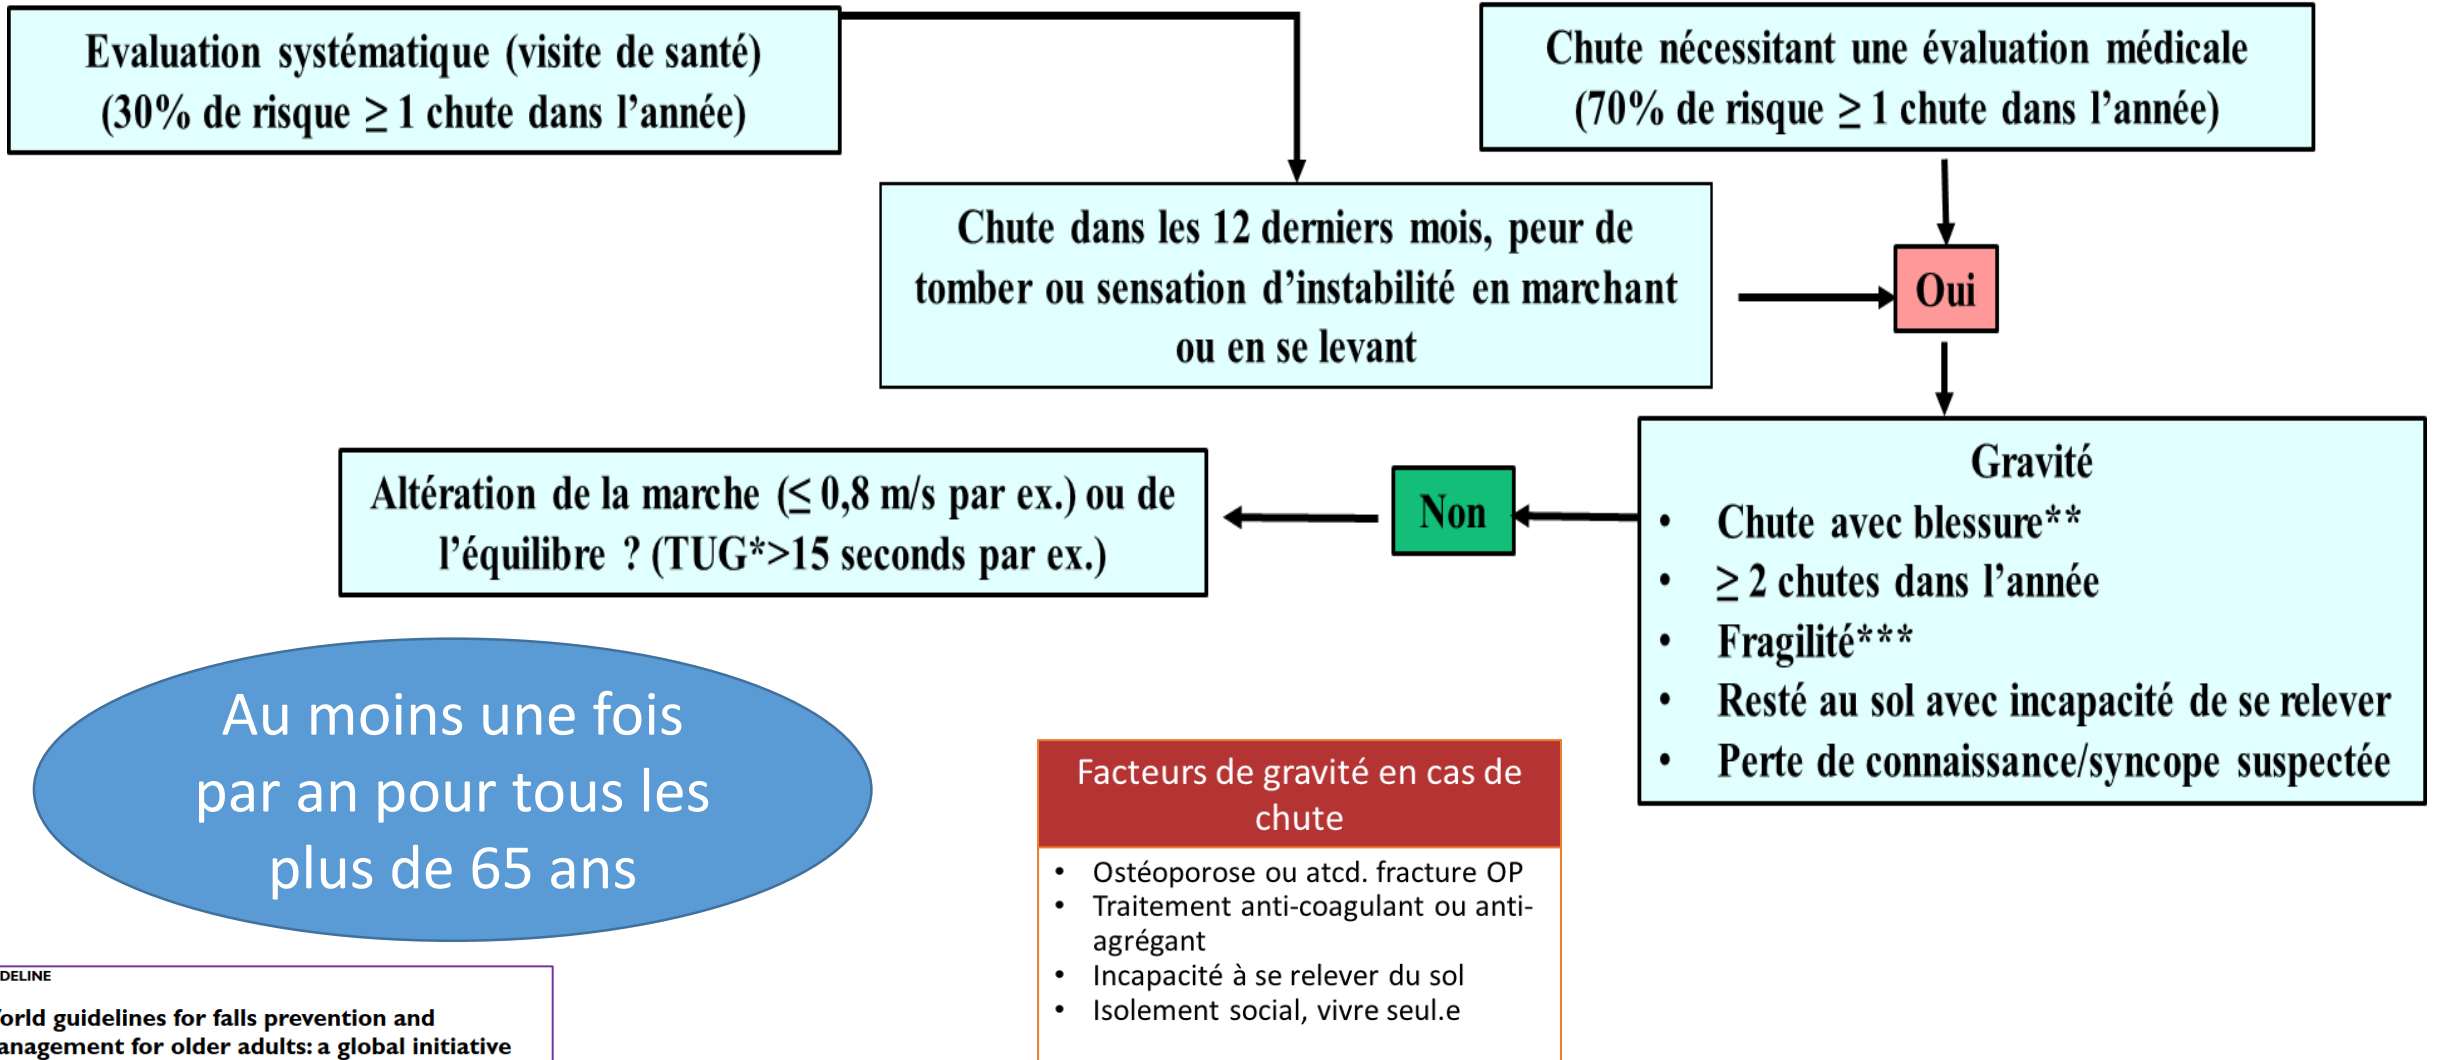 Evaluation systématique (visite de santé)
(30% de risque ≥ 1 chute dans l'année)
Chute nécessitant une évaluation médicale
(70% de risque ≥ 1 chute dans l'année)
Chute dans les 12 derniers mois, peur de
tomber ou sensation d'instabilité en marchant
ou en se levant
Oui
Gravité
• Chute avec blessure**
• ≥ 2 chutes dans l'année
• Fragilité***
• Resté au sol avec incapacité de se relever
• Perte de connaissance/syncope suspectée
Non
Altération de la marche (≤ 0,8 m/s par ex.) ou de
l'équilibre ? (TUG*>15 seconds par ex.)
Au moins une fois
par an pour tous les
plus de 65 ans
Facteurs de gravité en cas de
chute
• Ostéoporose ou atcd. fracture OP
• Traitement anti-coagulant ou anti-
agrégant
• Incapacité à se relever du sol
• Isolement social, vivre seul.e
DELINE
orld guidelines for falls prevention and
anagement for older adults: a global initiative